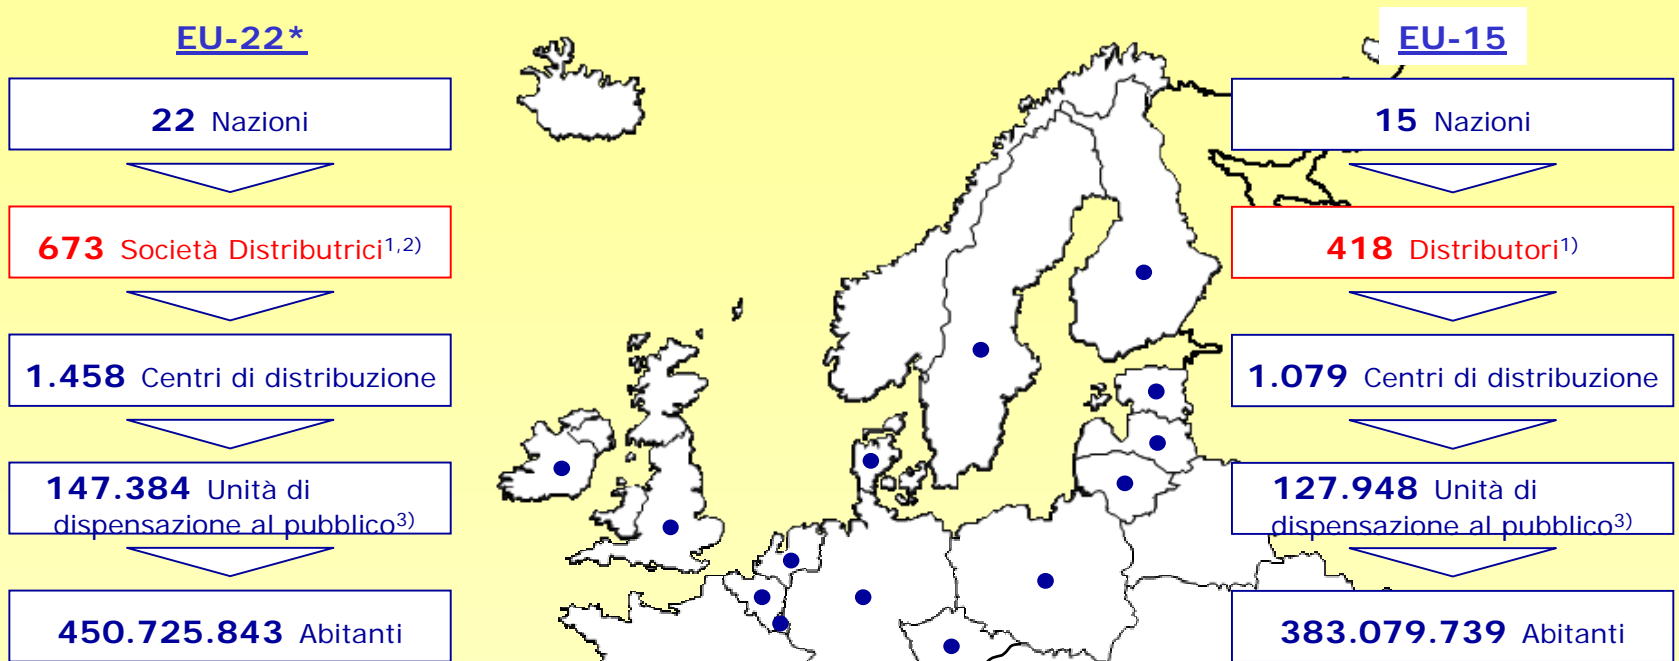 EU-22*
22 Nazioni
673 Società Distributrici1,2)
1.458 Centri di distribuzione
147.384 Unità di
dispensazione al pubblico3)
450.725.843 Abitanti
EU-15
15 Nazioni
418 Distributori1)
1.079 Centri di distribuzione
127.948 Unità di
dispensazione al pubblico3)
383.079.739 Abitanti